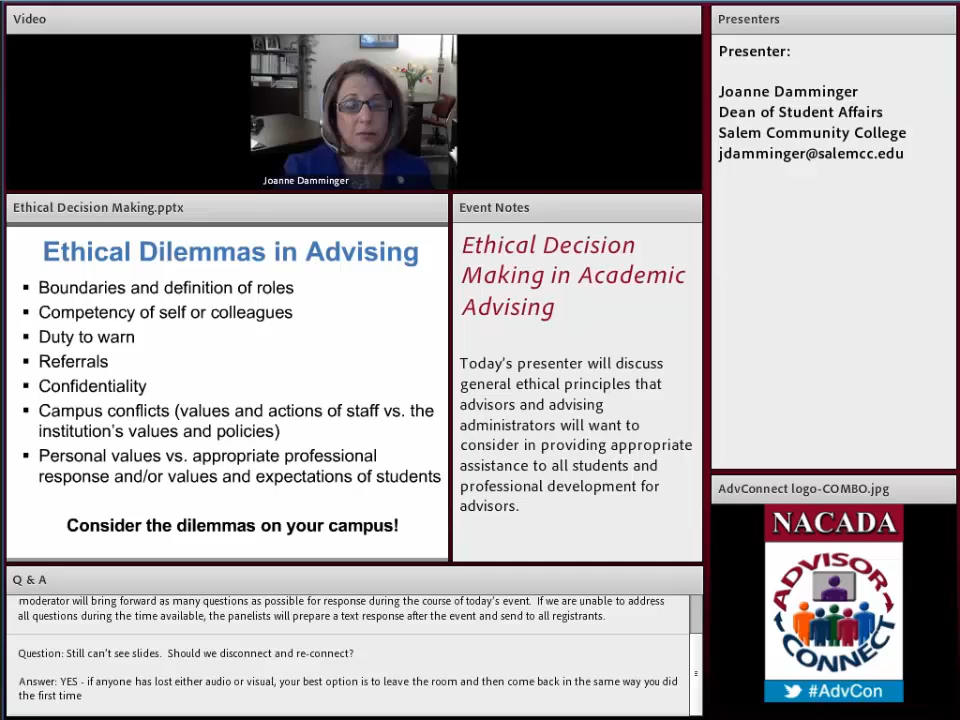 Video
Joanne Damminger
Presenters
Presenter:
Joanne Damminger
Dean of Student Affairs
Salem Community College
jdamminger@salemcc.edu
Ethical Decision Making.pptx
Ethical Dilemmas in Advising
▪ Boundaries and definition of roles
▪ Competency of self or colleagues
▪ Duty to warn
▪ Referrals
▪ Confidentiality
▪ Campus conflicts (values and actions of staff vs. the
institution's values and policies)
▪ Personal values vs. appropriate professional
response and/or values and expectations of students
Consider the dilemmas on your campus!
Event Notes
Ethical Decision
Making in Academic
Advising
Today's presenter will discuss
general ethical principles that
advisors and advising
administrators will want to
consider in providing appropriate
assistance to all students and
professional development for
advisors.
AdvConnect logo-COMBO.jpg
NACADA
ADVISOR
CONNECT
#AdvCon
Q & A
moderator will bring forward as many questions as possible for response during the course of today's event. If we are unable to address
all questions during the time available, the panelists will prepare a text response after the event and send to all registrants.
Question: Still can't see slides. Should we disconnect and re-connect?
Answer: YES - if anyone has lost either audio or visual, your best option is to leave the room and then come back in the same way you did
the first time